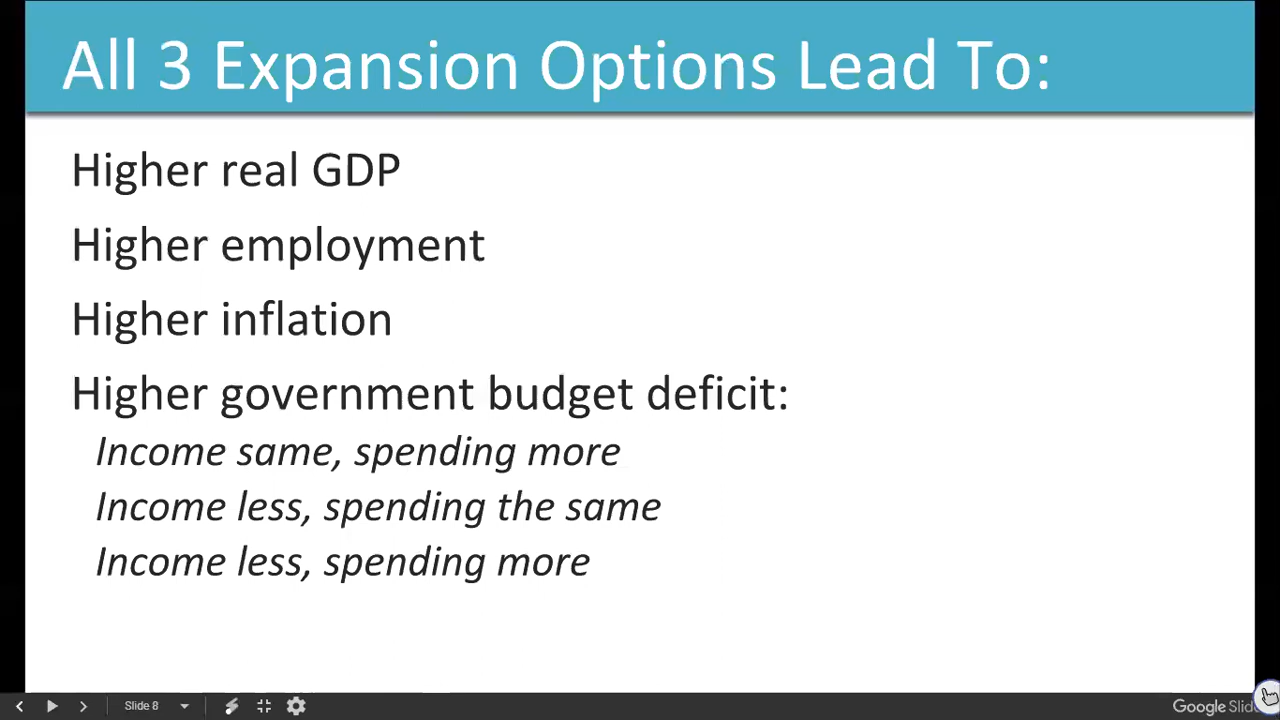 All 3 Expansion Options Lead To:
Higher real GDP
Higher employment
Higher inflation
Higher government budget deficit:
Income same, spending more
Income less, spending the same
Income less, spending more
Slide 8
Google